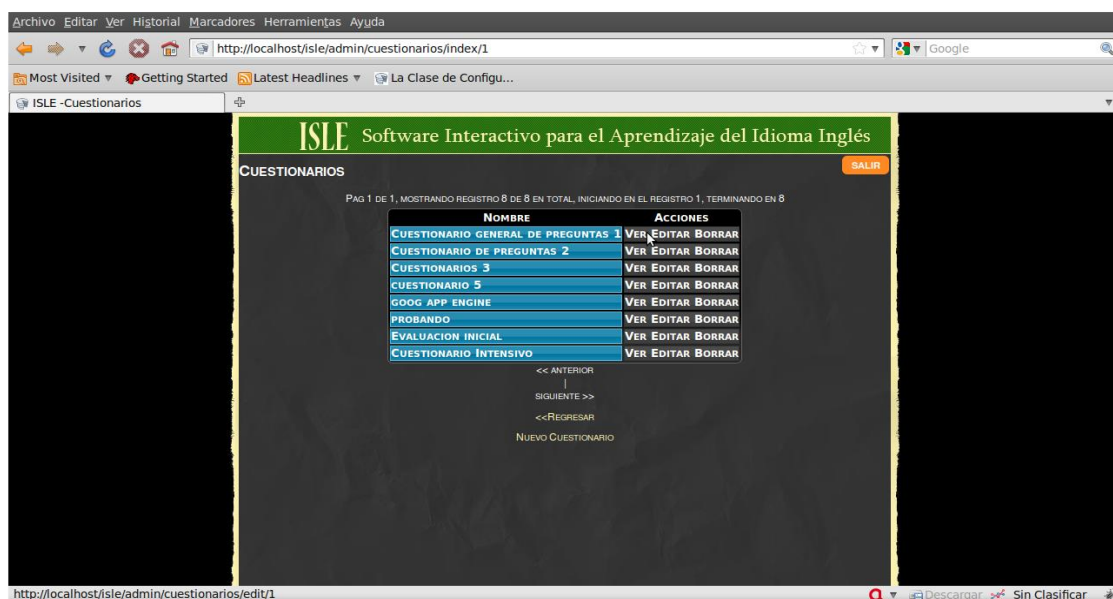 Archivo Editar Ver Historial Marcadores Herramientas Ayuda
http://localhost/isle/admin/cuestionarios/index/1 Google
Most Visited Getting Started Latest Headlines La Clase de Configu...
ISLE -Cuestionarios
ISLE Software Interactivo para el Aprendizaje del Idioma Inglés
CUESTIONARIOS SALIR
PAG 1 DE 1, MOSTRANDO REGISTRO 8 DE 8 EN TOTAL, INICIANDO EN EL REGISTRO 1, TERMINANDO EN 8
NOMBRE ACCIONES
CUESTIONARIO GENERAL DE PREGUNTAS 1 VER EDITAR BORRAR
CUESTIONARIO DE PREGUNTAS 2 VER EDITAR BORRAR
CUESTIONARIOS 3 VER EDITAR BORRAR
CUESTIONARIO 5 VER EDITAR BORRAR
GOOG APP ENGINE VER EDITAR BORRAR
PROBANDO VER EDITAR BORRAR
EVALUACION INICIAL VER EDITAR BORRAR
CUESTIONARIO INTENSIVO VER EDITAR BORRAR
<< ANTERIOR
|
SIGUIENTE >>
<<REGRESAR
NUEVO CUESTIONARIO
http://localhost/isle/admin/cuestionarios/edit/1 Descargar Sin Clasificar